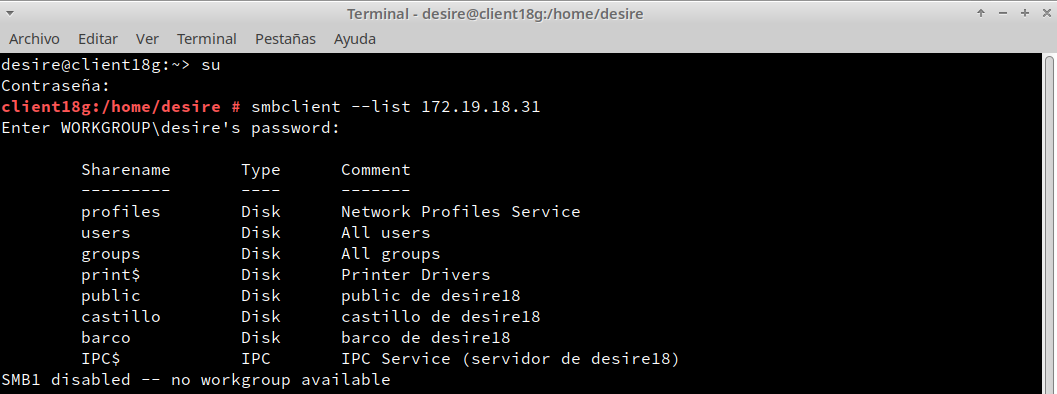 Terminal - desire@client18g:/home/desire
Archivo Editar Ver Terminal Pestañas Ayuda
desire@client18g:~> su
Contraseña:
client18g:/home/desire # smbclient --list 172.19.18.31
Enter WORKGROUP\desire's password:
Sharename Type Comment
--------- ---- -------
profiles Disk Network Profiles Service
users Disk All users
groups Disk All groups
print$ Disk Printer Drivers
public Disk public de desire18
castillo Disk castillo de desire18
barco Disk barco de desire18
IPC$ IPC IPC Service (servidor de desire18)
SMB1 disabled -- no workgroup available